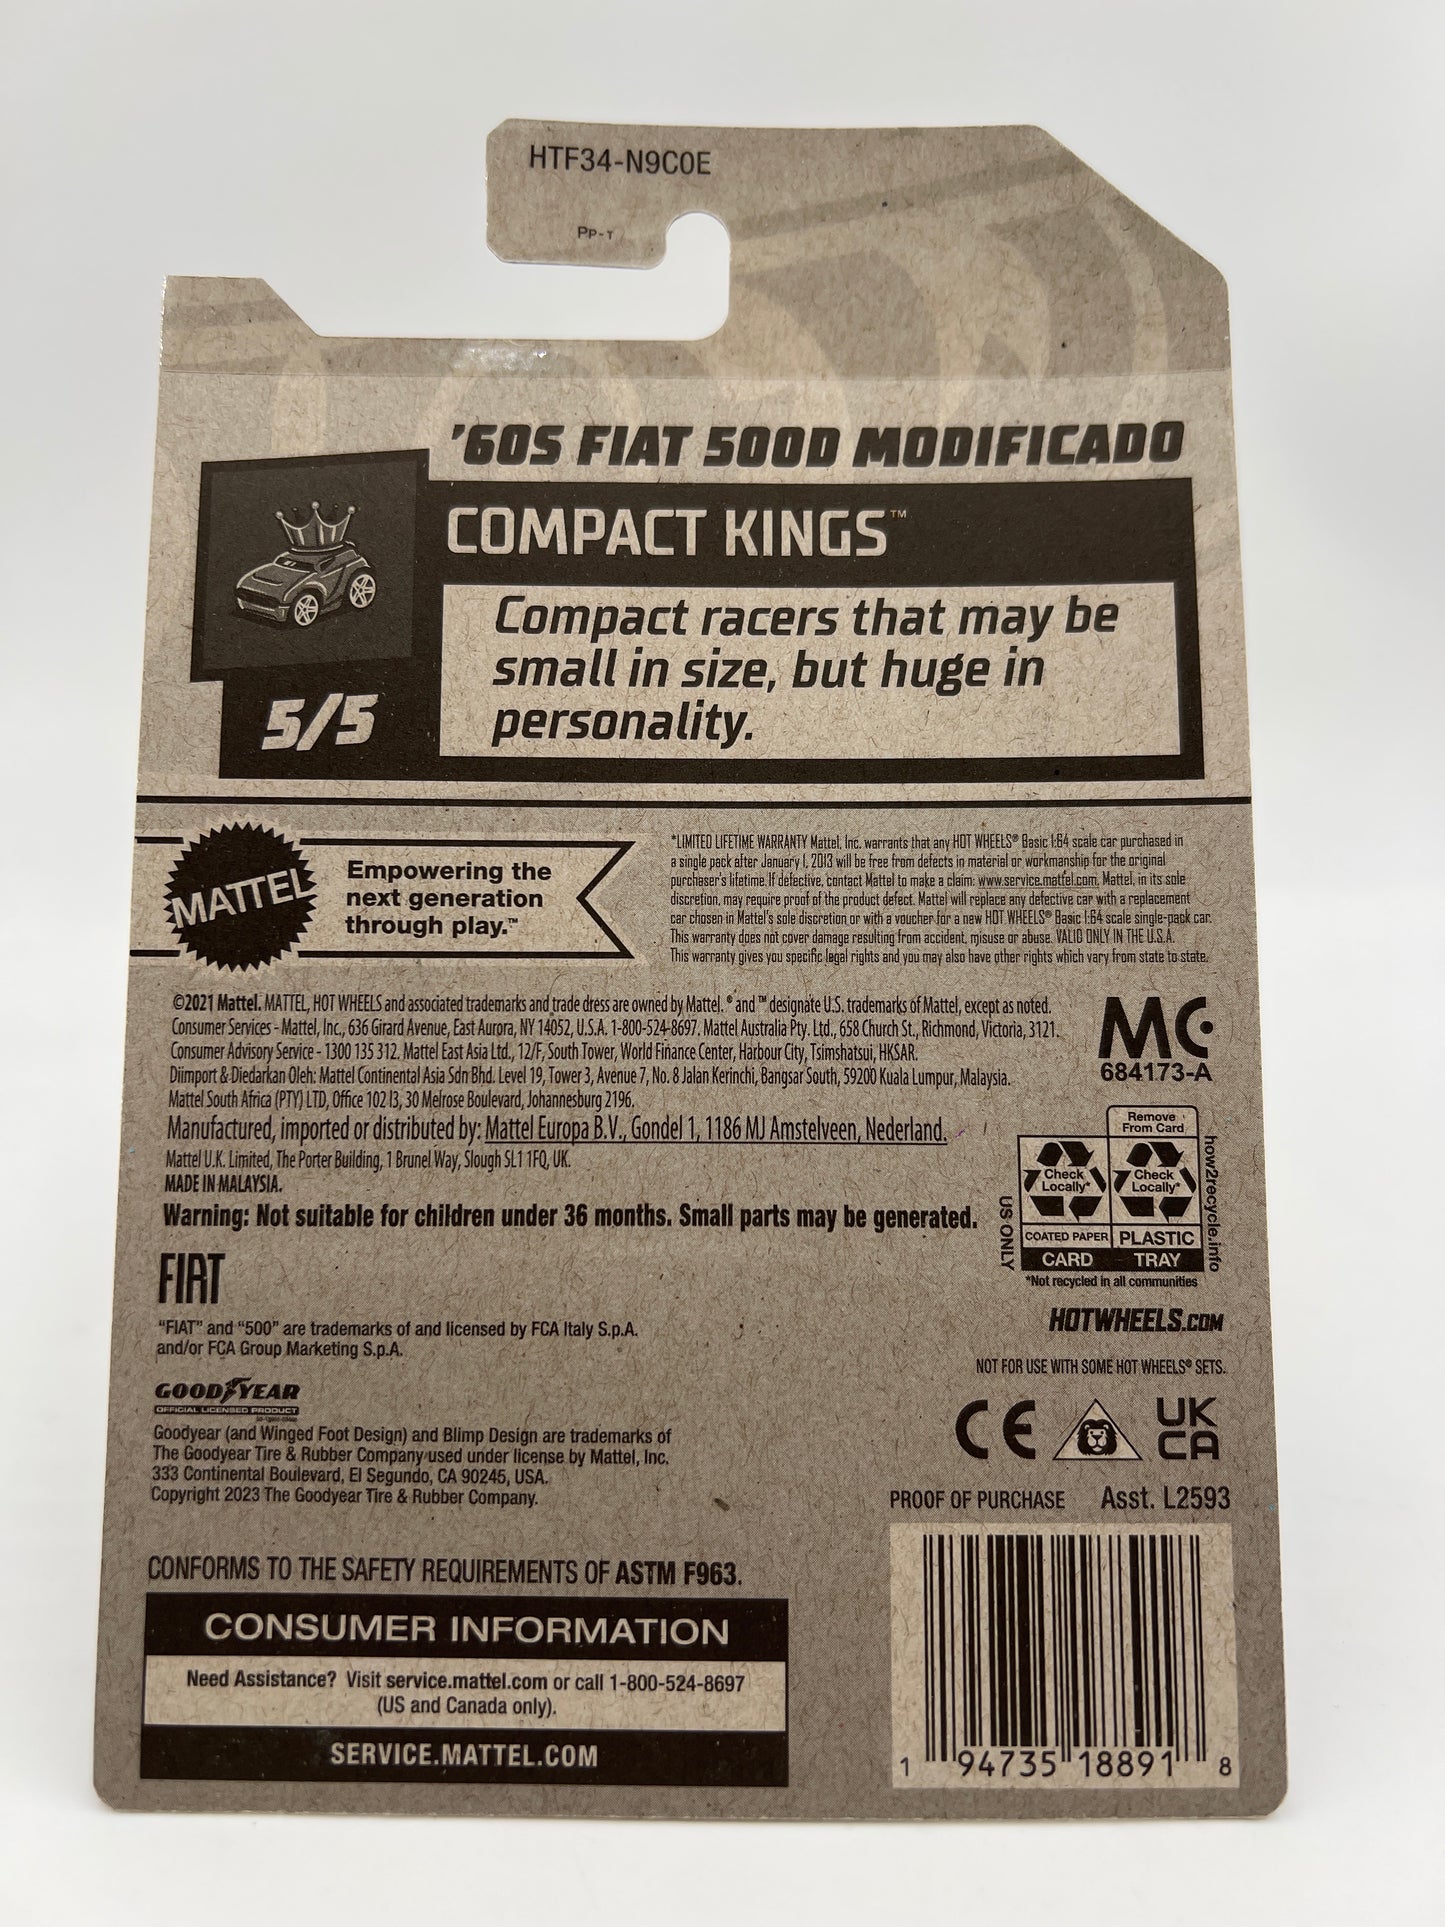 HTF34-N9C0E
PP-T
'60S FIAT 500D MODIFICADO
COMPACT KINGS™
Compact racers that may be
small in size, but huge in
personality.
5/5
MATTEL
Empowering the
next generation
through play.™
*LIMITED LIFETIME WARRANTY Mattel, Inc. warrants that any HOT WHEELS® Basic 1:64 scale car purchased in
a single pack after January 1, 2013 will be free from defects in material or workmanship for the original
purchaser's lifetime. If defective, contact Mattel to make a claim: www.service.mattel.com. Mattel, in its sole
discretion, may require proof of the product defect. Mattel will replace any defective car with a replacement
car chosen in Mattel's sole discretion or with a voucher for a new HOT WHEELS® Basic 1:64 scale single-pack car.
This warranty does not cover damage resulting from accident, misuse or abuse. VALID ONLY IN THE U.S.A.
This warranty gives you specific legal rights and you may also have other rights which vary from state to state.
©2021 Mattel. MATTEL, HOT WHEELS and associated trademarks and trade dress are owned by Mattel. ® and ™ designate U.S. trademarks of Mattel, except as noted.
Consumer Services - Mattel, Inc., 636 Girard Avenue, East Aurora, NY 14052, U.S.A. 1-800-524-8697. Mattel Australia Pty. Ltd., 658 Church St., Richmond, Victoria, 3121.
Consumer Advisory Service - 1300 135 312. Mattel East Asia Ltd., 12/F, South Tower, World Finance Center, Harbour City, Tsimshatsui, HKSAR.
Diimport & Diedarkan Oleh: Mattel Continental Asia Sdn Bhd. Level 19, Tower 3, Avenue 7, No. 8 Jalan Kerinchi, Bangsar South, 59200 Kuala Lumpur, Malaysia.
Mattel South Africa (PTY) LTD, Office 102 I3, 30 Melrose Boulevard, Johannesburg 2196.
Manufactured, imported or distributed by: Mattel Europa B.V., Gondel 1, 1186 MJ Amstelveen, Nederland.
Mattel U.K. Limited, The Porter Building, 1 Brunel Way, Slough SL1 1FQ, UK.
MADE IN MALAYSIA.
Warning: Not suitable for children under 36 months. Small parts may be generated.
MC
684173-A
Remove
From Card
Check
Locally*
Check
Locally*
COATED PAPER
PLASTIC
CARD
TRAY
US ONLY
how2recycle.info
*Not recycled in all communities
FIAT
"FIAT" and "500" are trademarks of and licensed by FCA Italy S.p.A.
and/or FCA Group Marketing S.p.A.
HOTWHEELS.COM
NOT FOR USE WITH SOME HOT WHEELS® SETS.
GOODYEAR
OFFICIAL LICENSED PRODUCT
Goodyear (and Winged Foot Design) and Blimp Design are trademarks of
The Goodyear Tire & Rubber Company used under license by Mattel, Inc.
333 Continental Boulevard, El Segundo, CA 90245, USA.
Copyright 2023 The Goodyear Tire & Rubber Company.
CE
UK
CA
PROOF OF PURCHASE
Asst. L2593
CONFORMS TO THE SAFETY REQUIREMENTS OF ASTM F963.
CONSUMER INFORMATION
Need Assistance? Visit service.mattel.com or call 1-800-524-8697
(US and Canada only).
SERVICE.MATTEL.COM
1 94735 18891 8